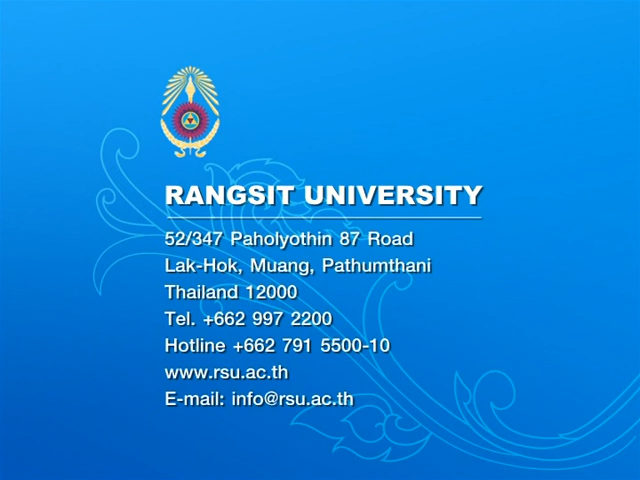 RANGSIT UNIVERSITY
52/347 Paholyothin 87 Road
Lak-Hok, Muang, Pathumthani
Thailand 12000
Tel. +662 997 2200
Hotline +662 791 5500-10
www.rsu.ac.th
E-mail: info@rsu.ac.th